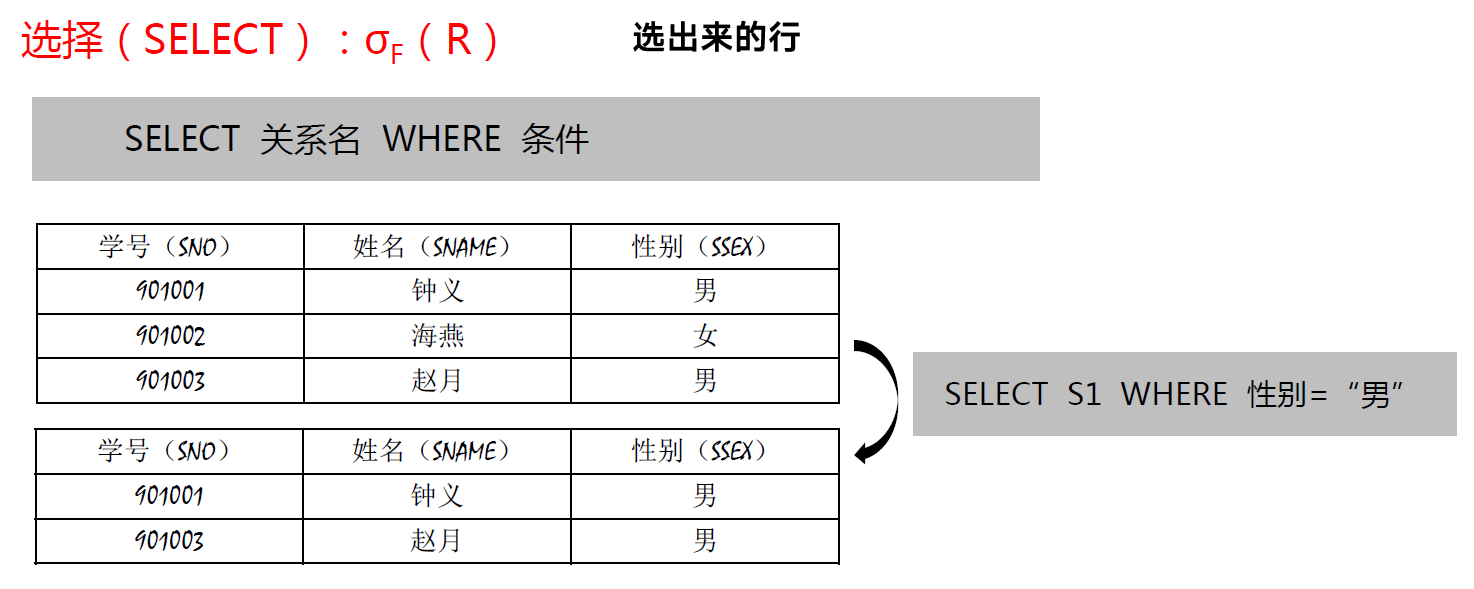 选择（SELECT）：σF（R） 选出来的行
SELECT 关系名 WHERE 条件
学号（SNO） 姓名（SNAME） 性别（SSEX）
901001 钟义 男
901002 海燕 女
901003 赵月 男
SELECT S1 WHERE 性别=“男”
学号（SNO） 姓名（SNAME） 性别（SSEX）
901001 钟义 男
901003 赵月 男